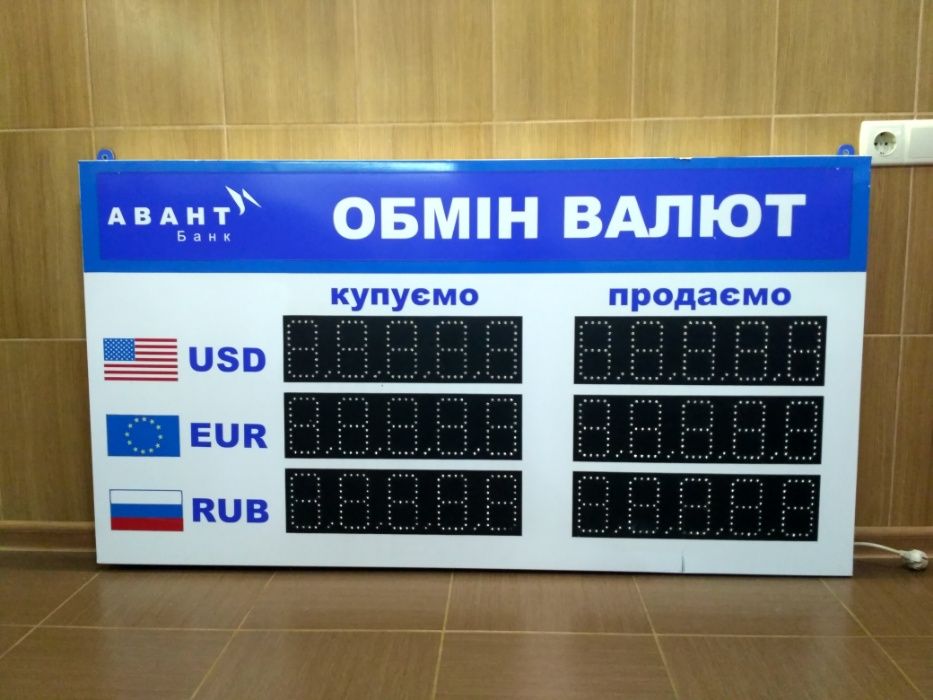 АВАНТ
Банк
ОБМІН ВАЛЮТ
купуємо продаємо
USD
EUR
RUB